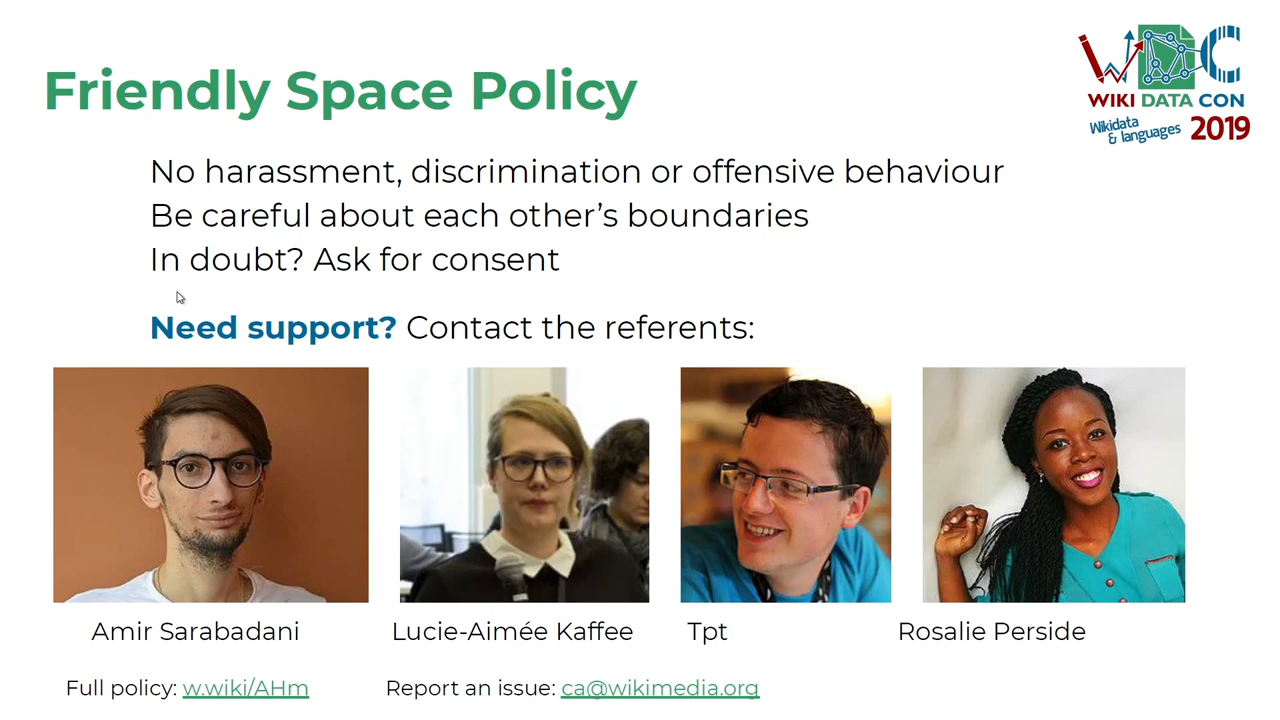 Friendly Space Policy
WDC
WIKI DATA CON
Wikidata
& languages 2019
No harassment, discrimination or offensive behaviour
Be careful about each other’s boundaries
In doubt? Ask for consent
Need support? Contact the referents:
Amir Sarabadani Lucie-Aimée Kaffee Tpt Rosalie Perside
Full policy: w.wiki/AHm Report an issue: ca@wikimedia.org